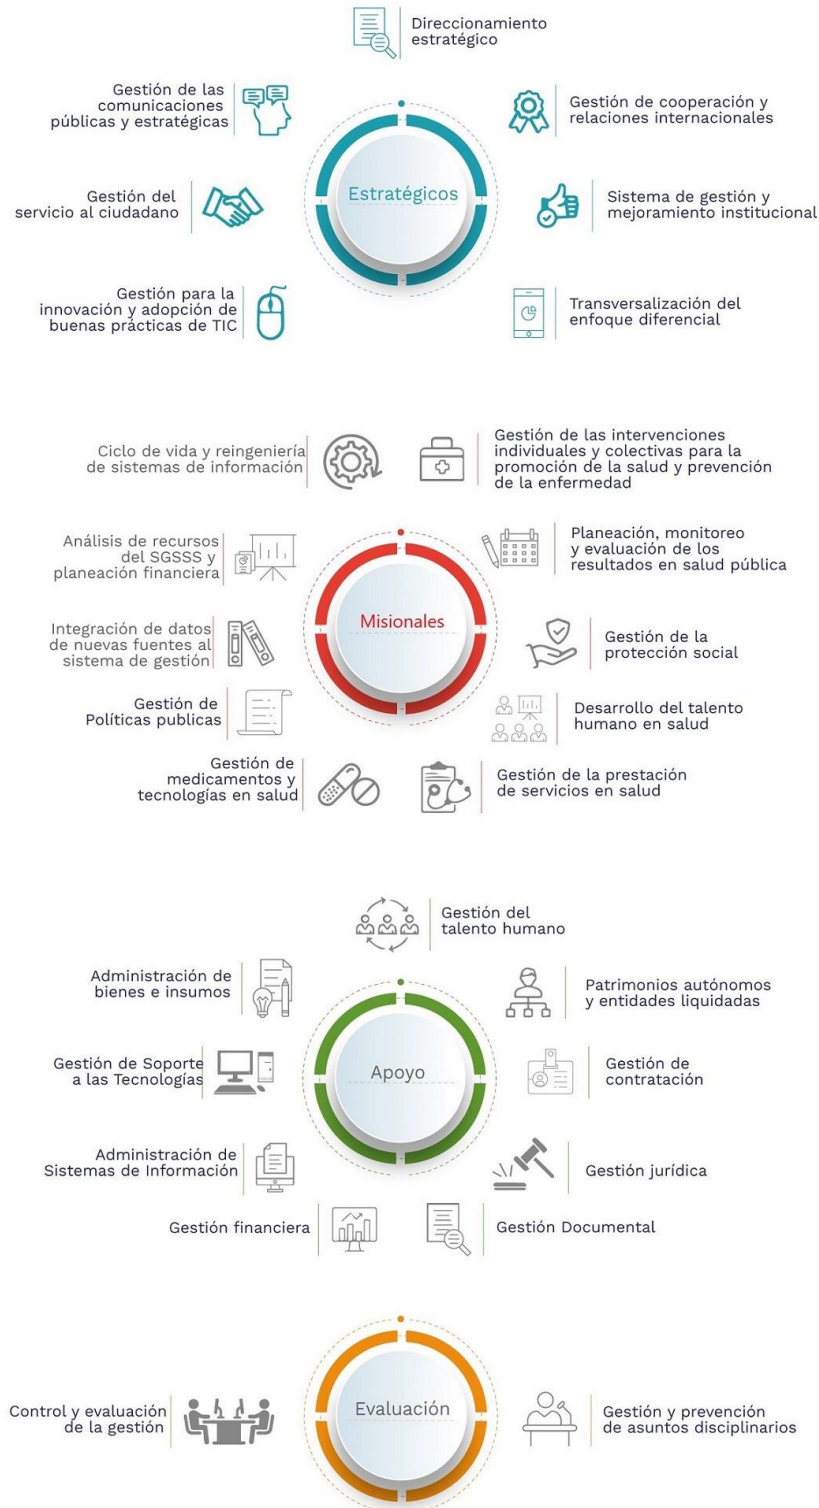 Direccionamiento
estratégico
Gestión de las
comunicaciones
públicas y estratégicas
Gestión de cooperación y
relaciones internacionales
Estratégicos
Gestión del
servicio al ciudadano
Sistema de gestión y
mejoramiento institucional
Gestión para la
innovación y adopción de
buenas prácticas de TIC
Transversalización del
enfoque diferencial
Ciclo de vida y reingeniería
de sistemas de información
Gestión de las intervenciones
individuales y colectivas para la
promoción de la salud y prevención
de la enfermedad
Análisis de recursos
del SGSSS y
planeación financiera
Planeación, monitoreo
y evaluación de los
resultados en salud pública
Misionales
Integración de datos
de nuevas fuentes al
sistema de gestión
Gestión de la
protección social
Gestión de
Políticas publicas
Desarrollo del talento
humano en salud
Gestión de
medicamentos y
tecnologías en salud
Gestión de la prestación
de servicios en salud
Gestión del
talento humano
Administración de
bienes e insumos
Patrimonios autónomos
y entidades liquidadas
Apoyo
Gestión de Soporte
a las Tecnologías
Gestión de
contratación
Administración de
Sistemas de Información
Gestión jurídica
Gestión financiera
Gestión Documental
Evaluación
Control y evaluación
de la gestión
Gestión y prevención
de asuntos disciplinarios